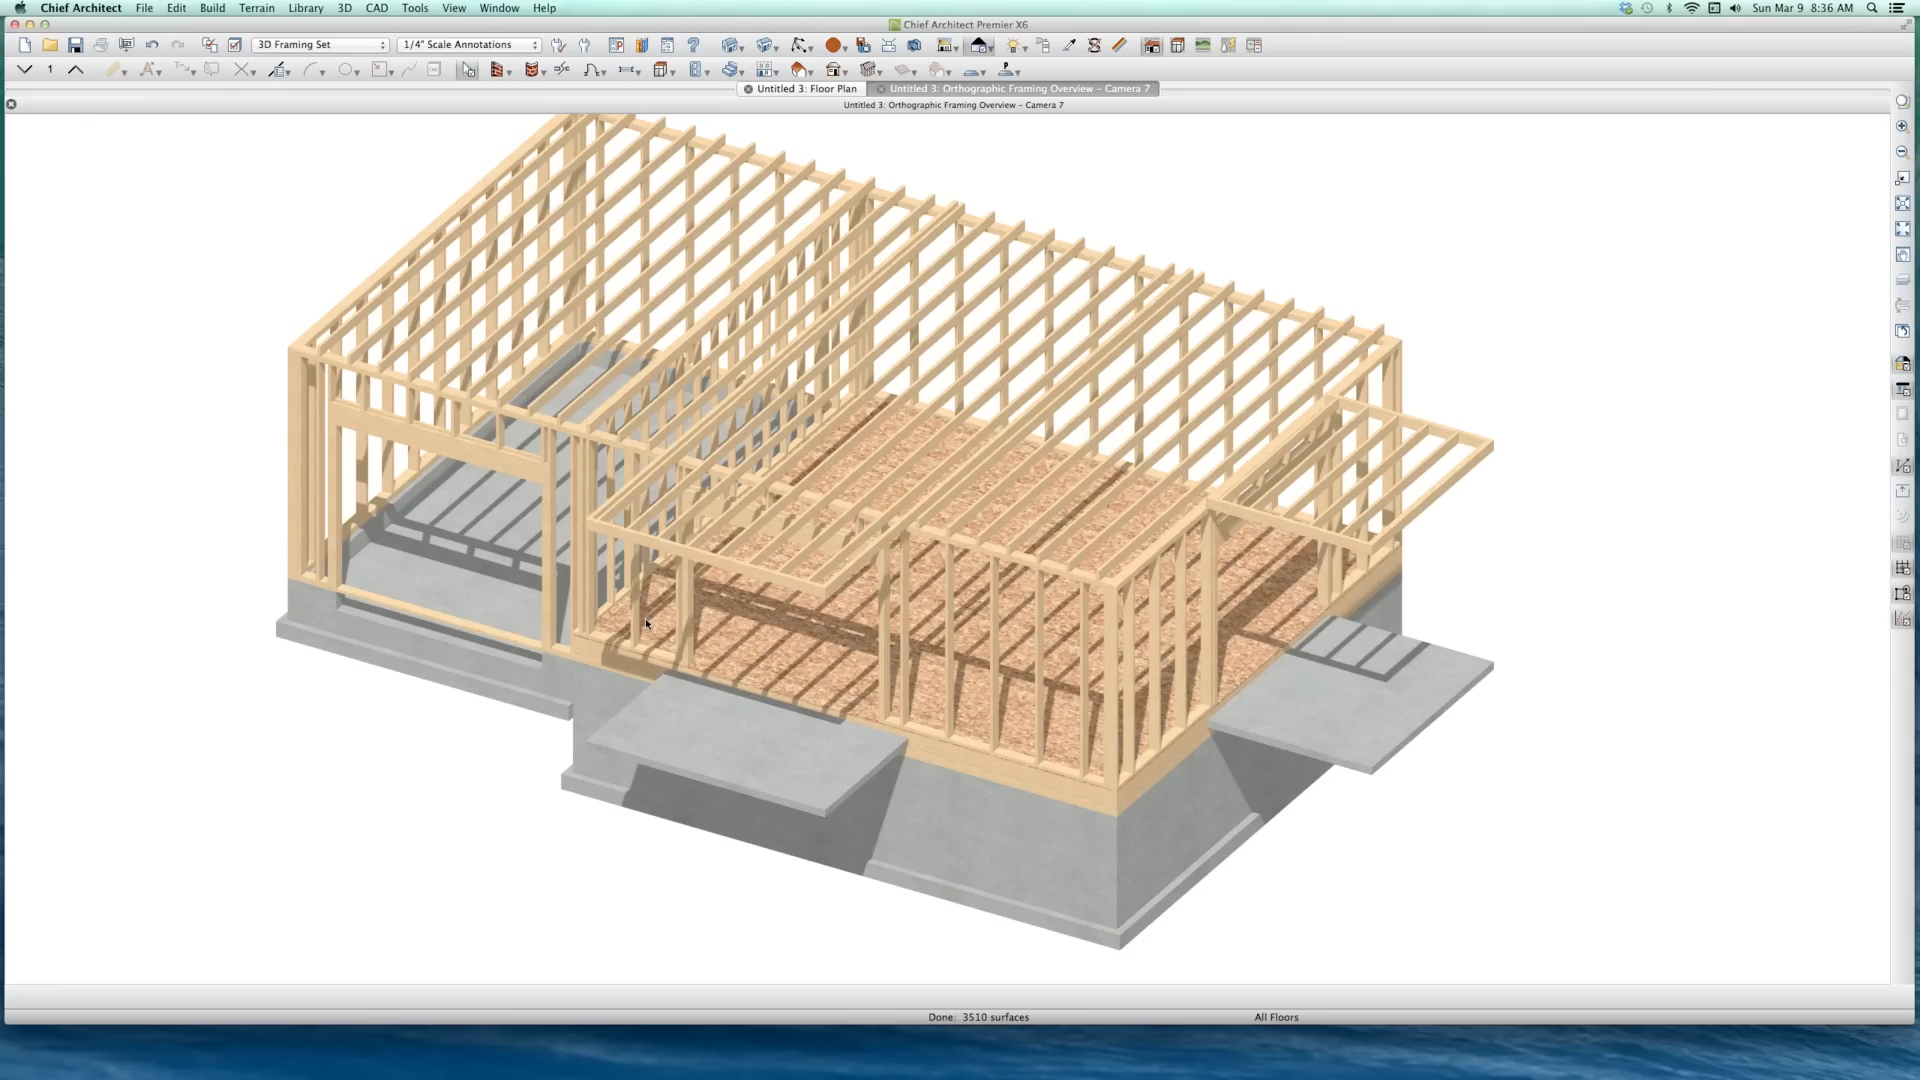 Chief Architect File Edit Build Terrain Library 3D CAD Tools View Window Help Sun Mar 9 8:36 AM
Chief Architect Premier X6
3D Framing Set 1/4" Scale Annotations
1
Untitled 3: Floor Plan Untitled 3: Orthographic Framing Overview – Camera 7
Untitled 3: Orthographic Framing Overview – Camera 7
Done: 3510 surfaces All Floors